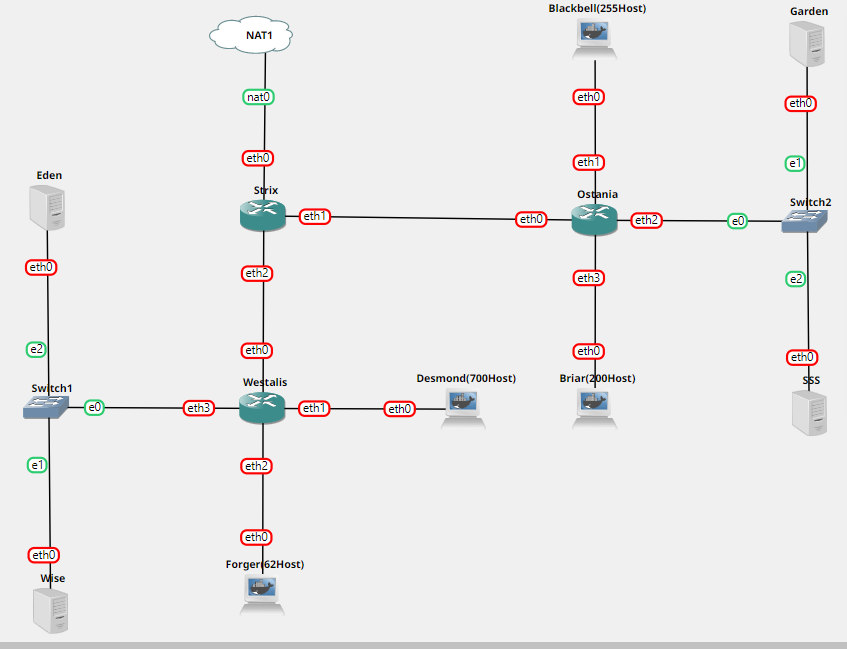 Blackbell(255Host)
Garden
NAT1
nat0
eth0
eth0
e1
eth0
eth1
Eden
Strix
Ostania
Switch2
eth1
eth0
eth2
e0
eth0
eth2
eth3
e2
e2
eth0
eth0
eth0
Switch1
Westalis
Desmond(700Host)
Briar(200Host)
SSS
e0
eth3
eth1
eth0
e1
eth2
eth0
eth0
Forger(62Host)
Wise